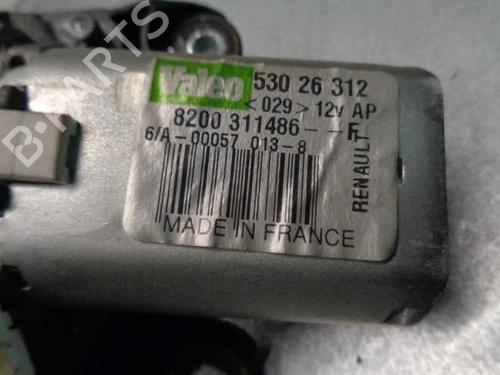 Valeo 530 26 312
<029> 12v AP
8200 311486--F
6/A-00057 013-8
RENAULT
MADE IN FRANCE
B-Parts